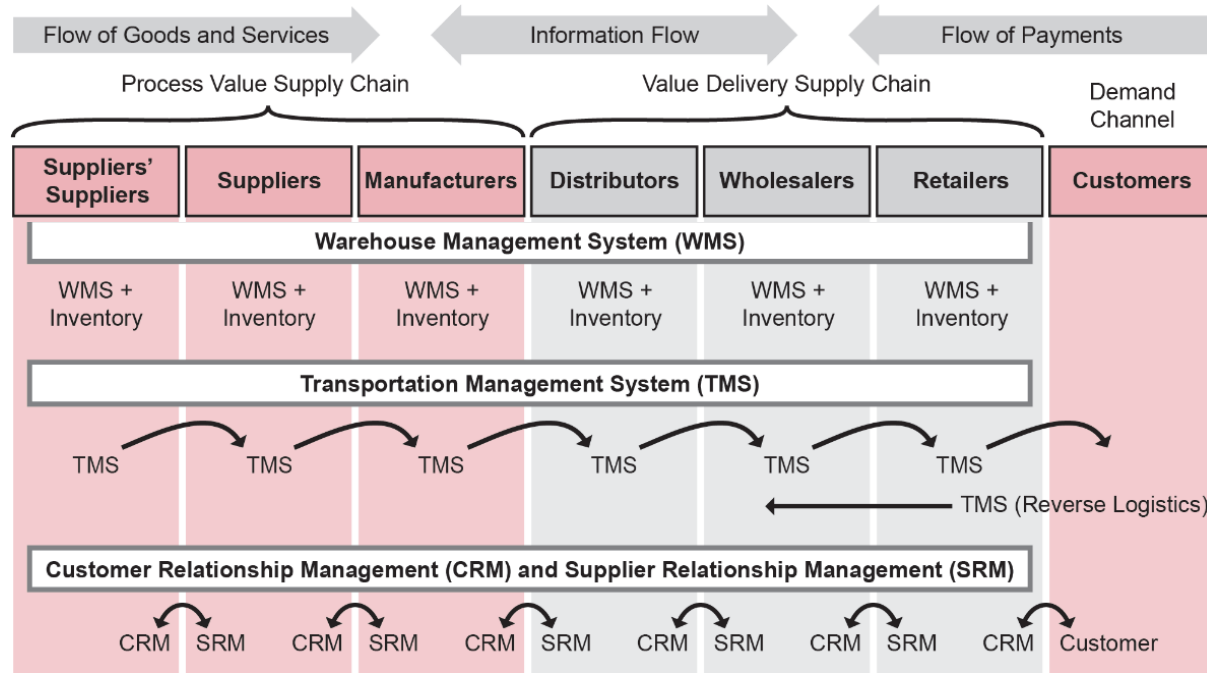 Flow of Goods and Services
Information Flow
Flow of Payments
Process Value Supply Chain
Value Delivery Supply Chain
Demand
Channel
Suppliers’
Suppliers
Suppliers
Manufacturers
Distributors
Wholesalers
Retailers
Customers
Warehouse Management System (WMS)
WMS +
Inventory
WMS +
Inventory
WMS +
Inventory
WMS +
Inventory
WMS +
Inventory
WMS +
Inventory
Transportation Management System (TMS)
TMS
TMS
TMS
TMS
TMS
TMS
TMS (Reverse Logistics)
Customer Relationship Management (CRM) and Supplier Relationship Management (SRM)
CRM
SRM
CRM
SRM
CRM
SRM
CRM
SRM
CRM
SRM
CRM
Customer